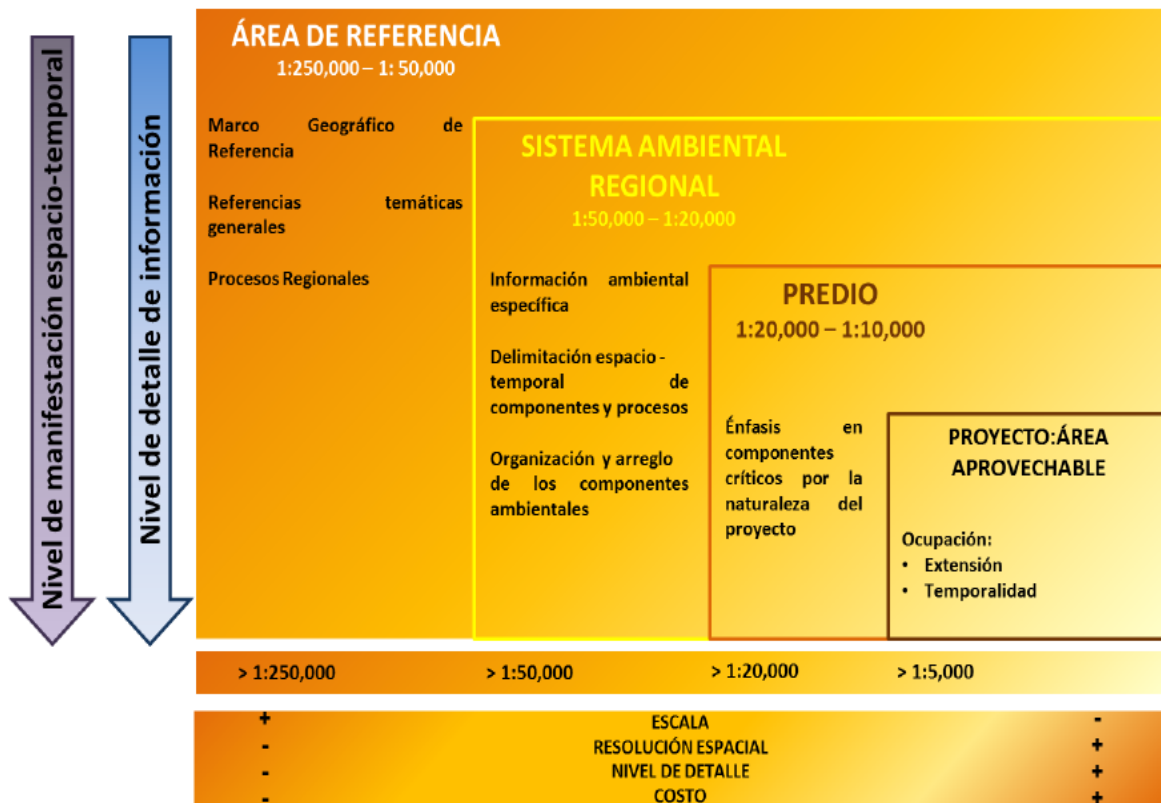 Nivel de manifestación espacio-temporal
Nivel de detalle de información
ÁREA DE REFERENCIA
1:250,000 – 1: 50,000
Marco Geográfico de
Referencia
Referencias temáticas
generales
Procesos Regionales
SISTEMA AMBIENTAL
REGIONAL
1:50,000 – 1:20,000
Información ambiental
específica
Delimitación espacio -
temporal de
componentes y procesos
Organización y arreglo
de los componentes
ambientales
PREDIO
1:20,000 – 1:10,000
Énfasis en
componentes
críticos por la
naturaleza del
proyecto
PROYECTO:ÁREA
APROVECHABLE
Ocupación:
• Extensión
• Temporalidad
> 1:250,000 > 1:50,000 > 1:20,000 > 1:5,000
+ ESCALA -
- RESOLUCIÓN ESPACIAL +
- NIVEL DE DETALLE +
- COSTO +